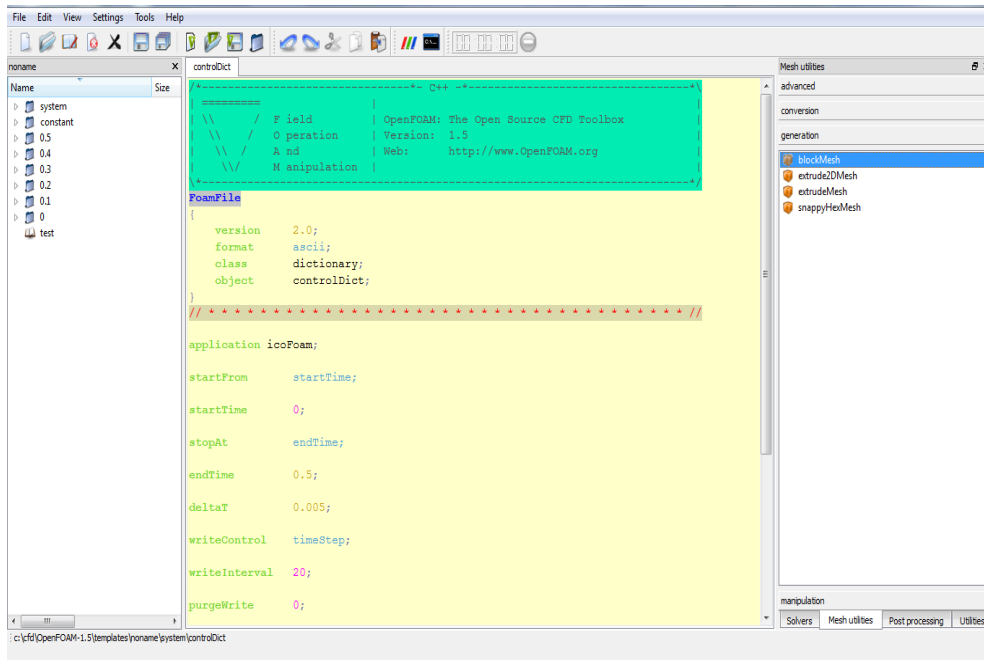 File Edit View Settings Tools Help
noname
Name Size
system
constant
0.5
0.4
0.3
0.2
0.1
0
test
controlDict
/*--------------------------------*- C++ -*----------------------------------*\
| ========= | |
| \\ / F ield | OpenFOAM: The Open Source CFD Toolbox |
| \\ / O peration | Version: 1.5 |
| \\ / A nd | Web: http://www.OpenFOAM.org |
| \\/ M anipulation | |
\*---------------------------------------------------------------------------*/
FoamFile
{
version 2.0;
format ascii;
class dictionary;
object controlDict;
}
// * * * * * * * * * * * * * * * * * * * * * * * * * * * * * * * * * * * * * //
application icoFoam;
startFrom startTime;
startTime 0;
stopAt endTime;
endTime 0.5;
deltaT 0.005;
writeControl timeStep;
writeInterval 20;
purgeWrite 0;
Mesh utilities
advanced
conversion
generation
blockMesh
extrude2DMesh
extrudeMesh
snappyHexMesh
manipulation
Solvers Mesh utilities Post processing Utilities
c:\cfd\OpenFOAM-1.5\templates\noname\system\controlDict